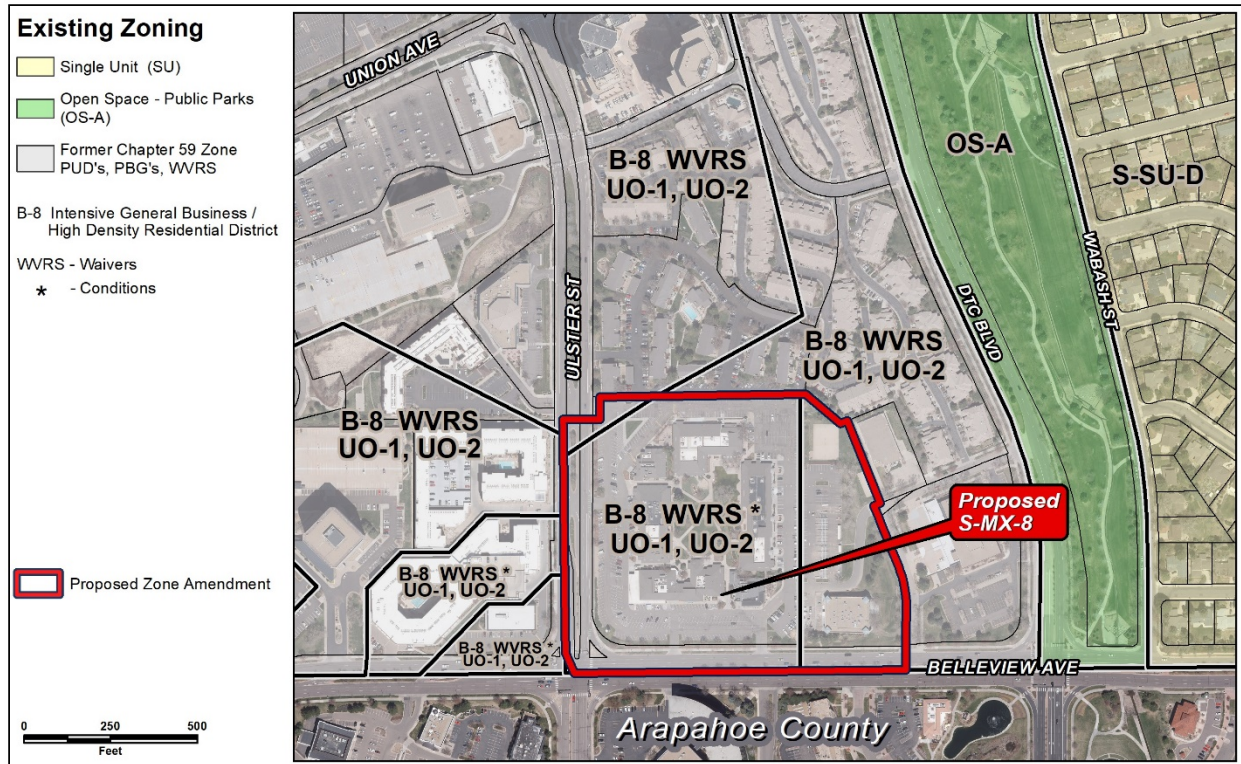 Existing Zoning
Single Unit (SU)
Open Space - Public Parks
(OS-A)
Former Chapter 59 Zone
PUD's, PBG's, WVRS
B-8 Intensive General Business /
High Density Residential District
WVRS - Waivers
* - Conditions
Proposed Zone Amendment
0 250 500
Feet
UNION AVE
ULSTER ST
B-8 WVRS
UO-1, UO-2
OS-A
S-SU-D
WABASH ST
DTC BLVD
B-8 WVRS
UO-1, UO-2
B-8 WVRS
UO-1, UO-2
B-8 WVRS *
UO-1, UO-2
Proposed
S-MX-8
B-8 WVRS *
UO-1, UO-2
B-8 WVRS *
UO-1, UO-2
BELLEVIEW AVE
Arapahoe County